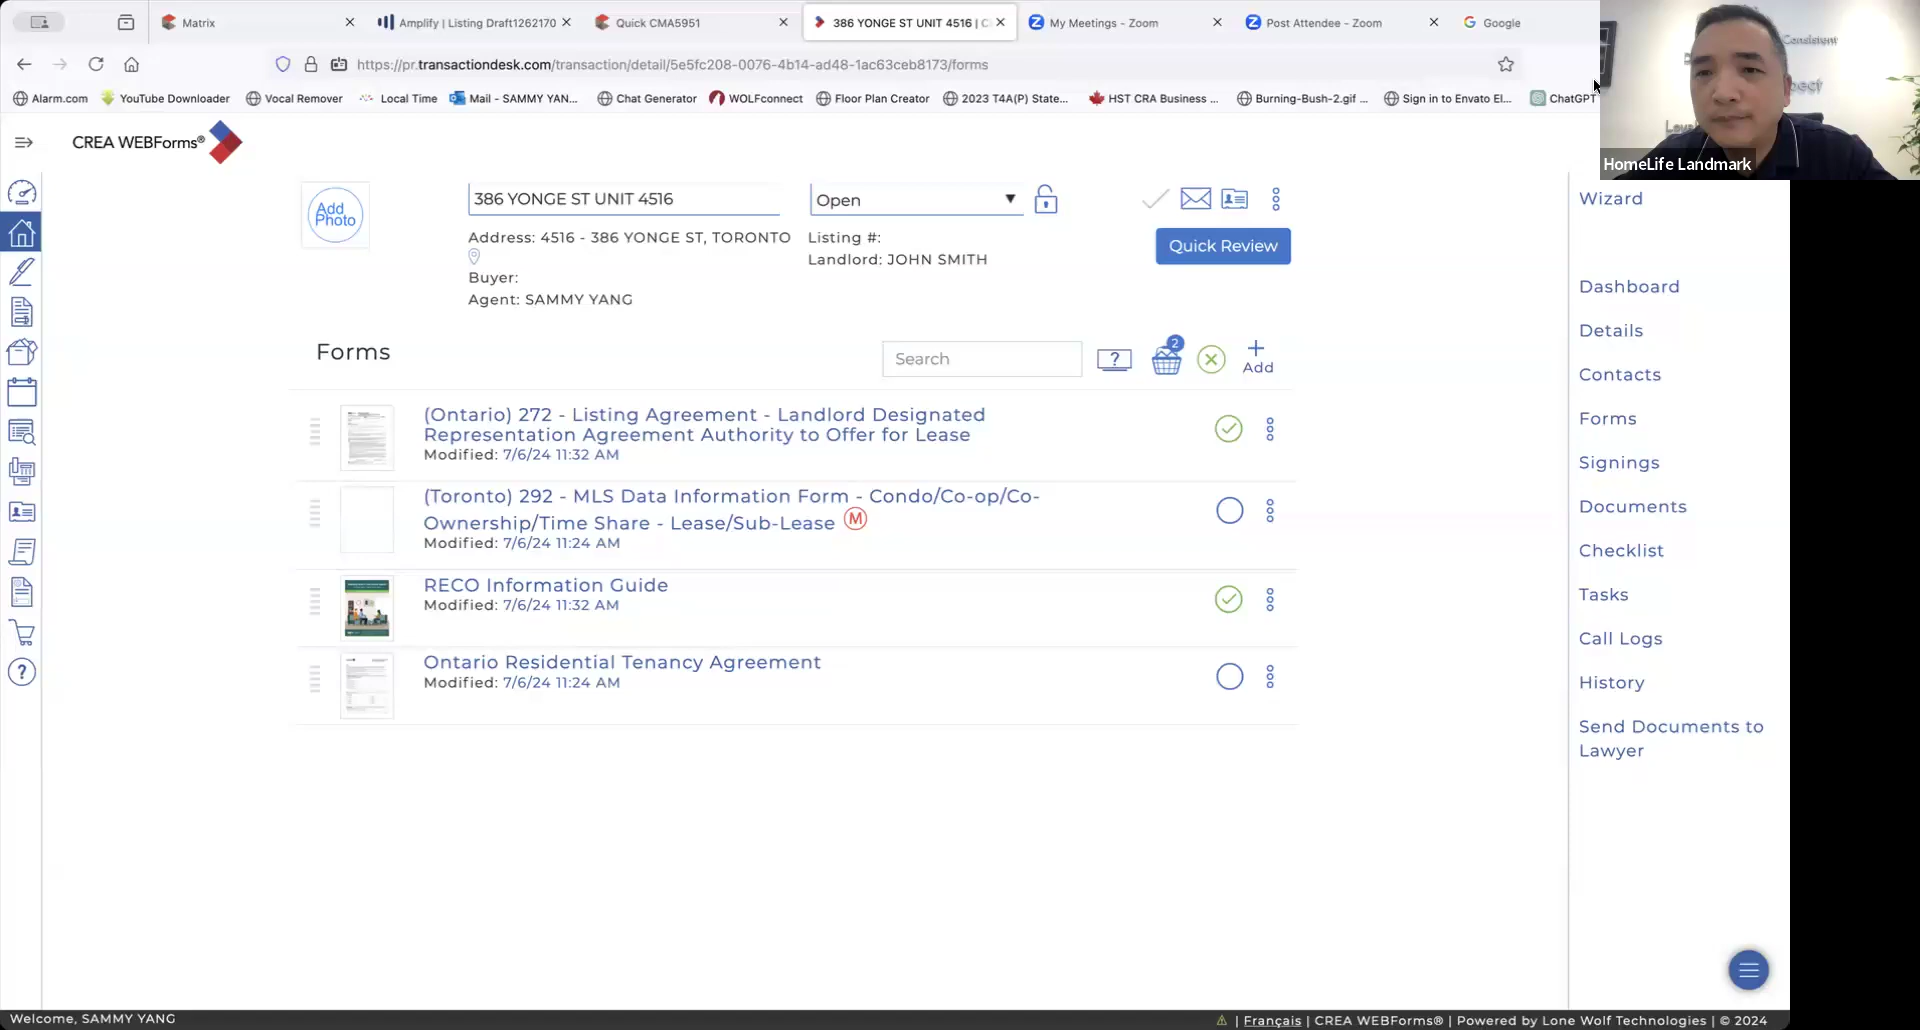 Matrix
Amplify | Listing Draft1262170
Quick CMA5951
386 YONGE ST UNIT 4516 | C
My Meetings - Zoom
Post Attendee - Zoom
Google
https://pr.transactiondesk.com/transaction/detail/5e5fc208-0076-4b14-ad48-1ac63ceb8173/forms
Alarm.com
YouTube Downloader
Vocal Remover
Local Time
Mail - SAMMY YAN...
Chat Generator
WOLFconnect
Floor Plan Creator
2023 T4A(P) State...
HST CRA Business ...
Burning-Bush-2.gif ...
Sign in to Envato El...
ChatGPT
Consistent
HomeLife Landmark
CREA WEBForms®
Add
Photo
386 YONGE ST UNIT 4516
Open
Address: 4516 - 386 YONGE ST, TORONTO
Buyer:
Agent: SAMMY YANG
Listing #:
Landlord: JOHN SMITH
Quick Review
Forms
Search
?
2
Add
(Ontario) 272 - Listing Agreement - Landlord Designated
Representation Agreement Authority to Offer for Lease
Modified: 7/6/24 11:32 AM
(Toronto) 292 - MLS Data Information Form - Condo/Co-op/Co-
Ownership/Time Share - Lease/Sub-Lease M
Modified: 7/6/24 11:24 AM
RECO Information Guide
Modified: 7/6/24 11:32 AM
Ontario Residential Tenancy Agreement
Modified: 7/6/24 11:24 AM
Wizard
Dashboard
Details
Contacts
Forms
Signings
Documents
Checklist
Tasks
Call Logs
History
Send Documents to
Lawyer
?
Welcome, SAMMY YANG
| Français | CREA WEBForms® | Powered by Lone Wolf Technologies | © 2024